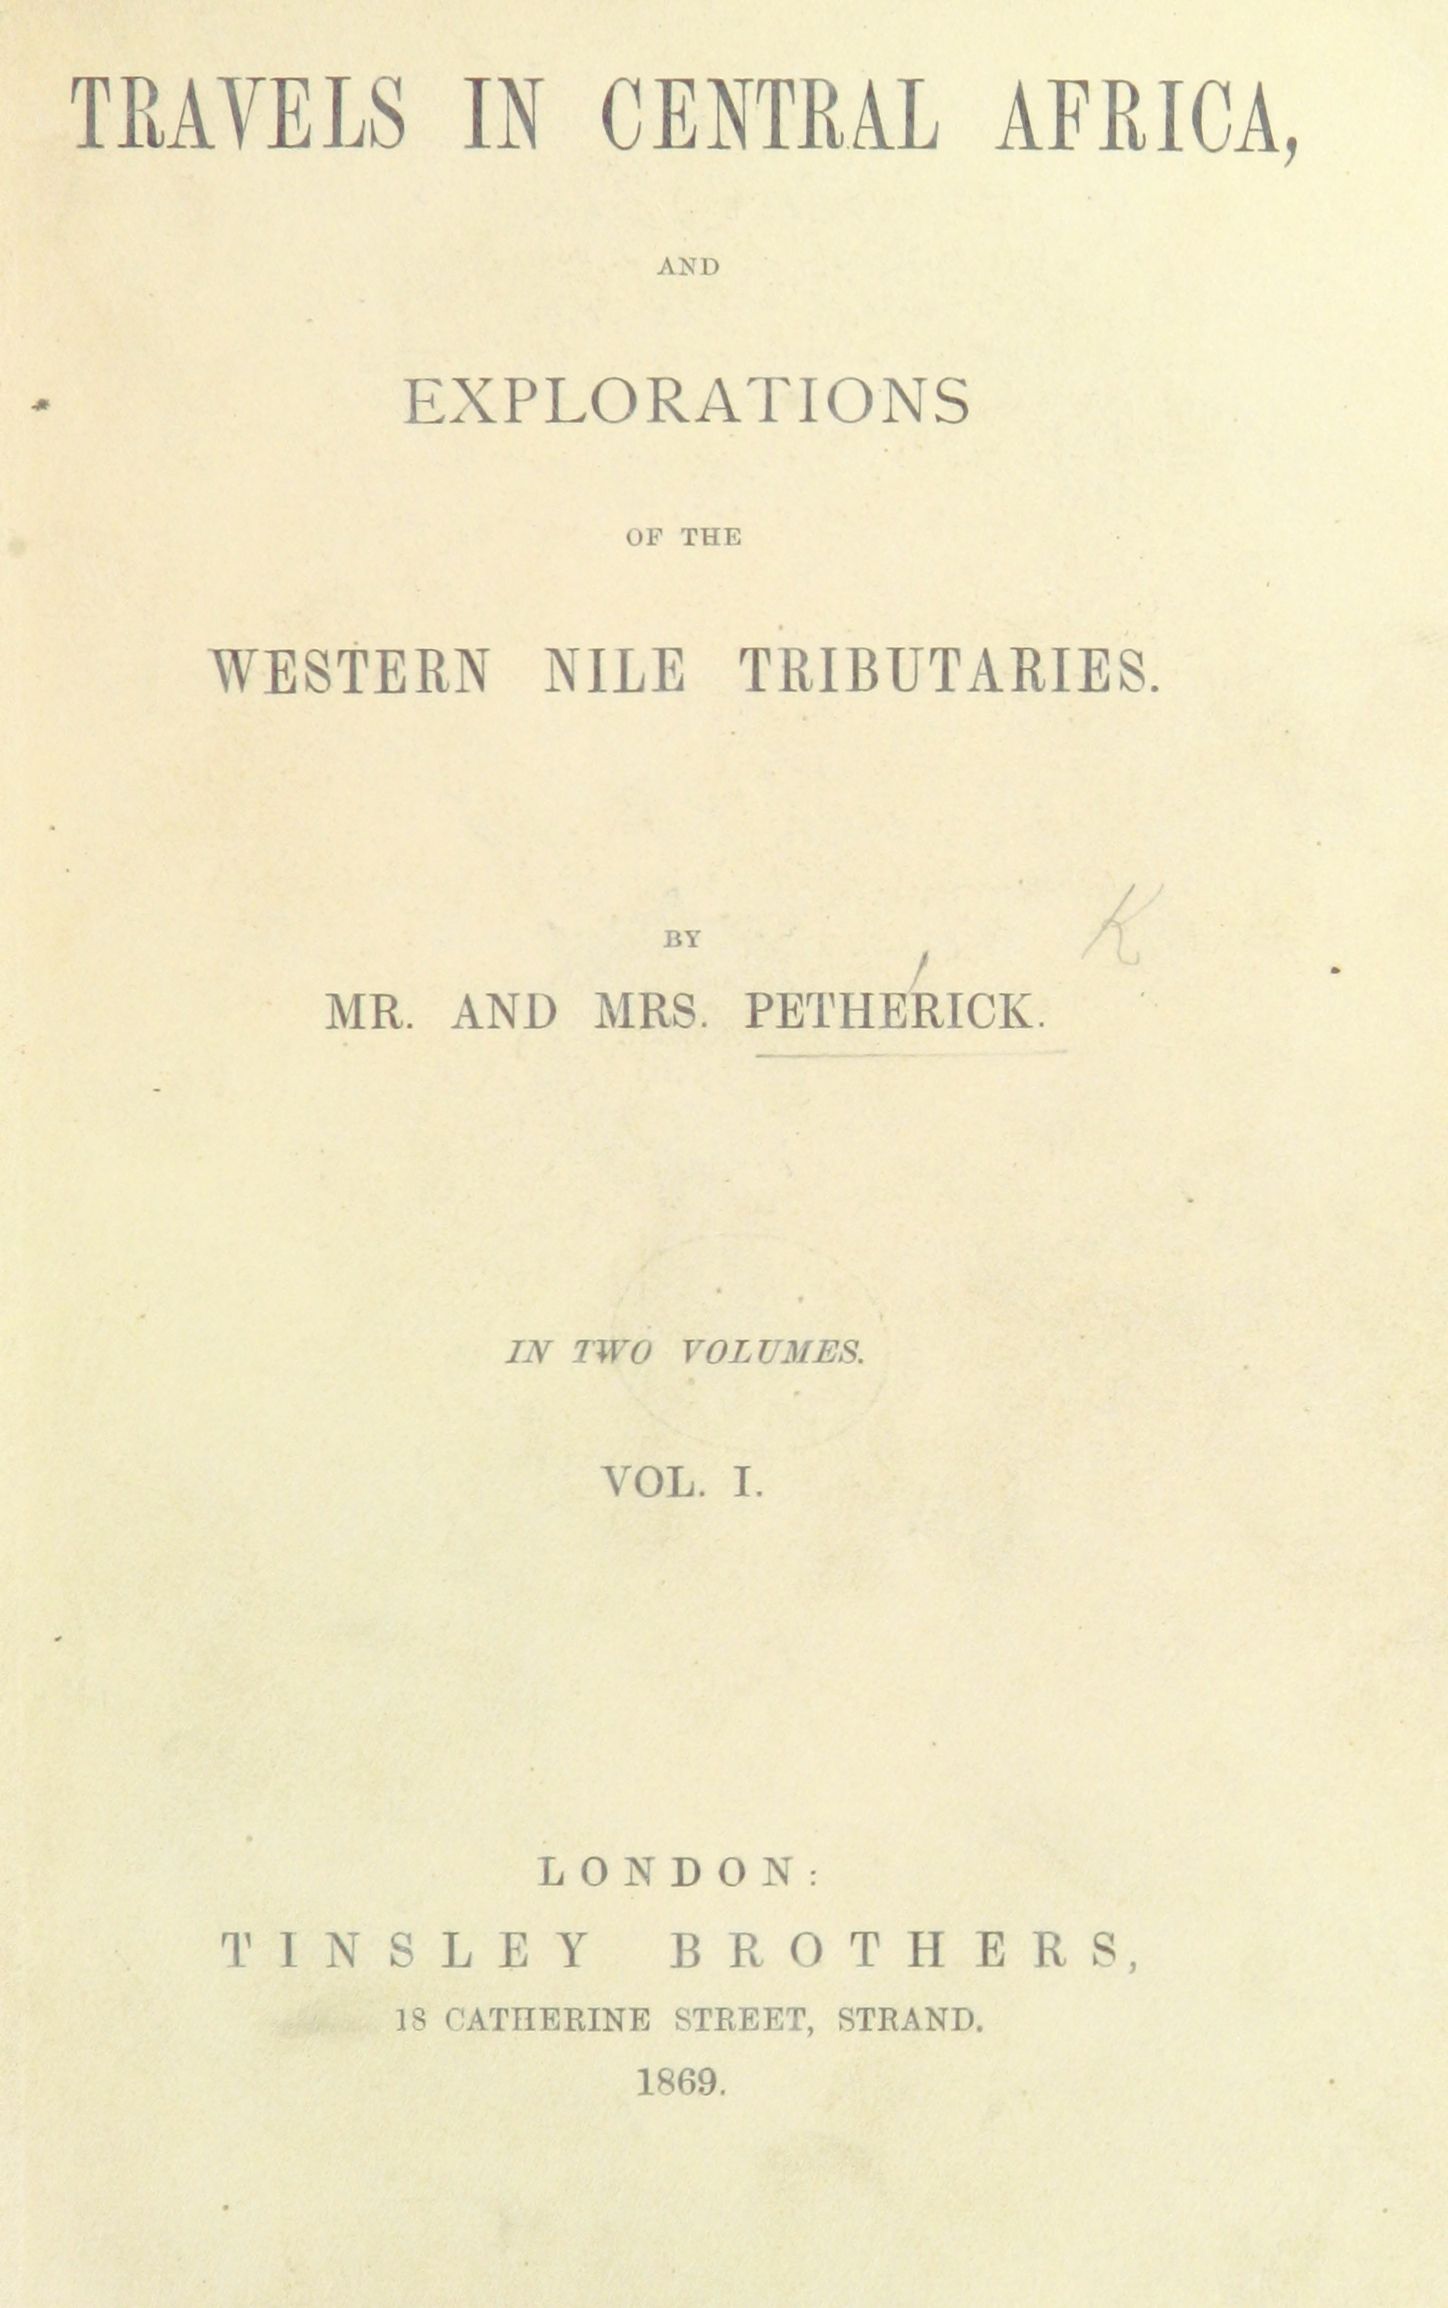 TRAVELS IN CENTRAL AFRICA,
AND
EXPLORATIONS
OF THE
WESTERN NILE TRIBUTARIES.
K
BY
MR. AND MRS. PETHERICK.
IN TWO VOLUMES.
VOL. I.
LONDON:
TINSLEY BROTHERS,
18 CATHERINE STREET, STRAND.
1869.